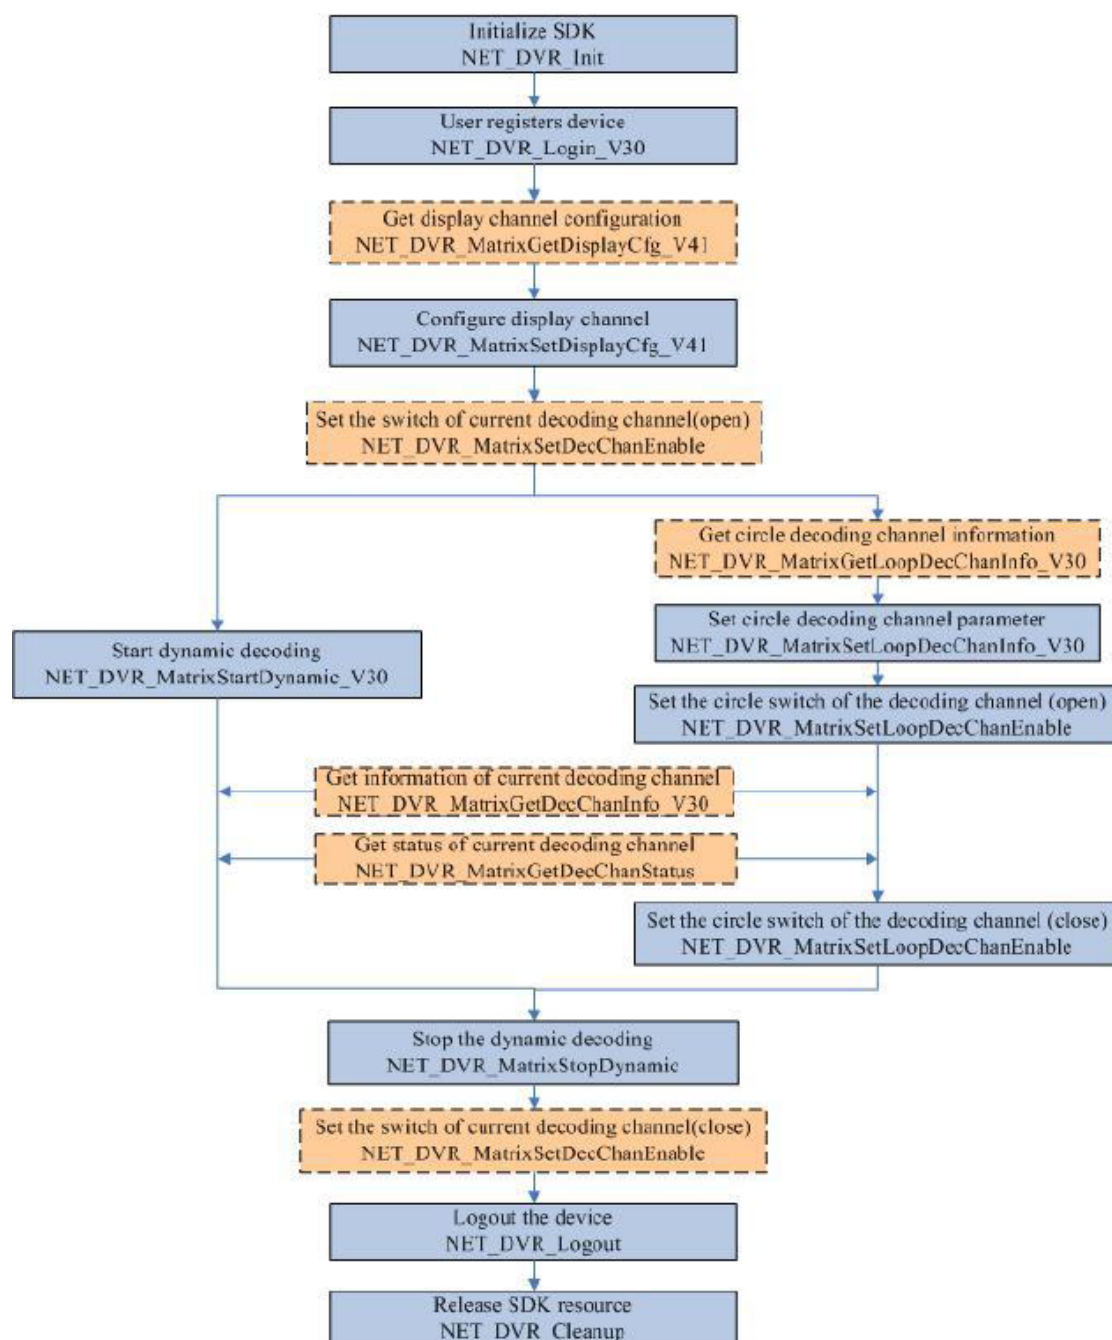 Initialize SDK
NET_DVR_Init
User registers device
NET_DVR_Login_V30
Get display channel configuration
NET_DVR_MatrixGetDisplayCfg_V41
Configure display channel
NET_DVR_MatrixSetDisplayCfg_V41
Set the switch of current decoding channel(open)
NET_DVR_MatrixSetDecChanEnable
Get circle decoding channel information
NET_DVR_MatrixGetLoopDecChanInfo_V30
Set circle decoding channel parameter
NET_DVR_MatrixSetLoopDecChanInfo_V30
Start dynamic decoding
NET_DVR_MatrixStartDynamic_V30
Set the circle switch of the decoding channel (open)
NET_DVR_MatrixSetLoopDecChanEnable
Get information of current decoding channel
NET_DVR_MatrixGetDecChanInfo_V30
Get status of current decoding channel
NET_DVR_MatrixGetDecChanStatus
Set the circle switch of the decoding channel (close)
NET_DVR_MatrixSetLoopDecChanEnable
Stop the dynamic decoding
NET_DVR_MatrixStopDynamic
Set the switch of current decoding channel(close)
NET_DVR_MatrixSetDecChanEnable
Logout the device
NET_DVR_Logout
Release SDK resource
NET_DVR_Cleanup